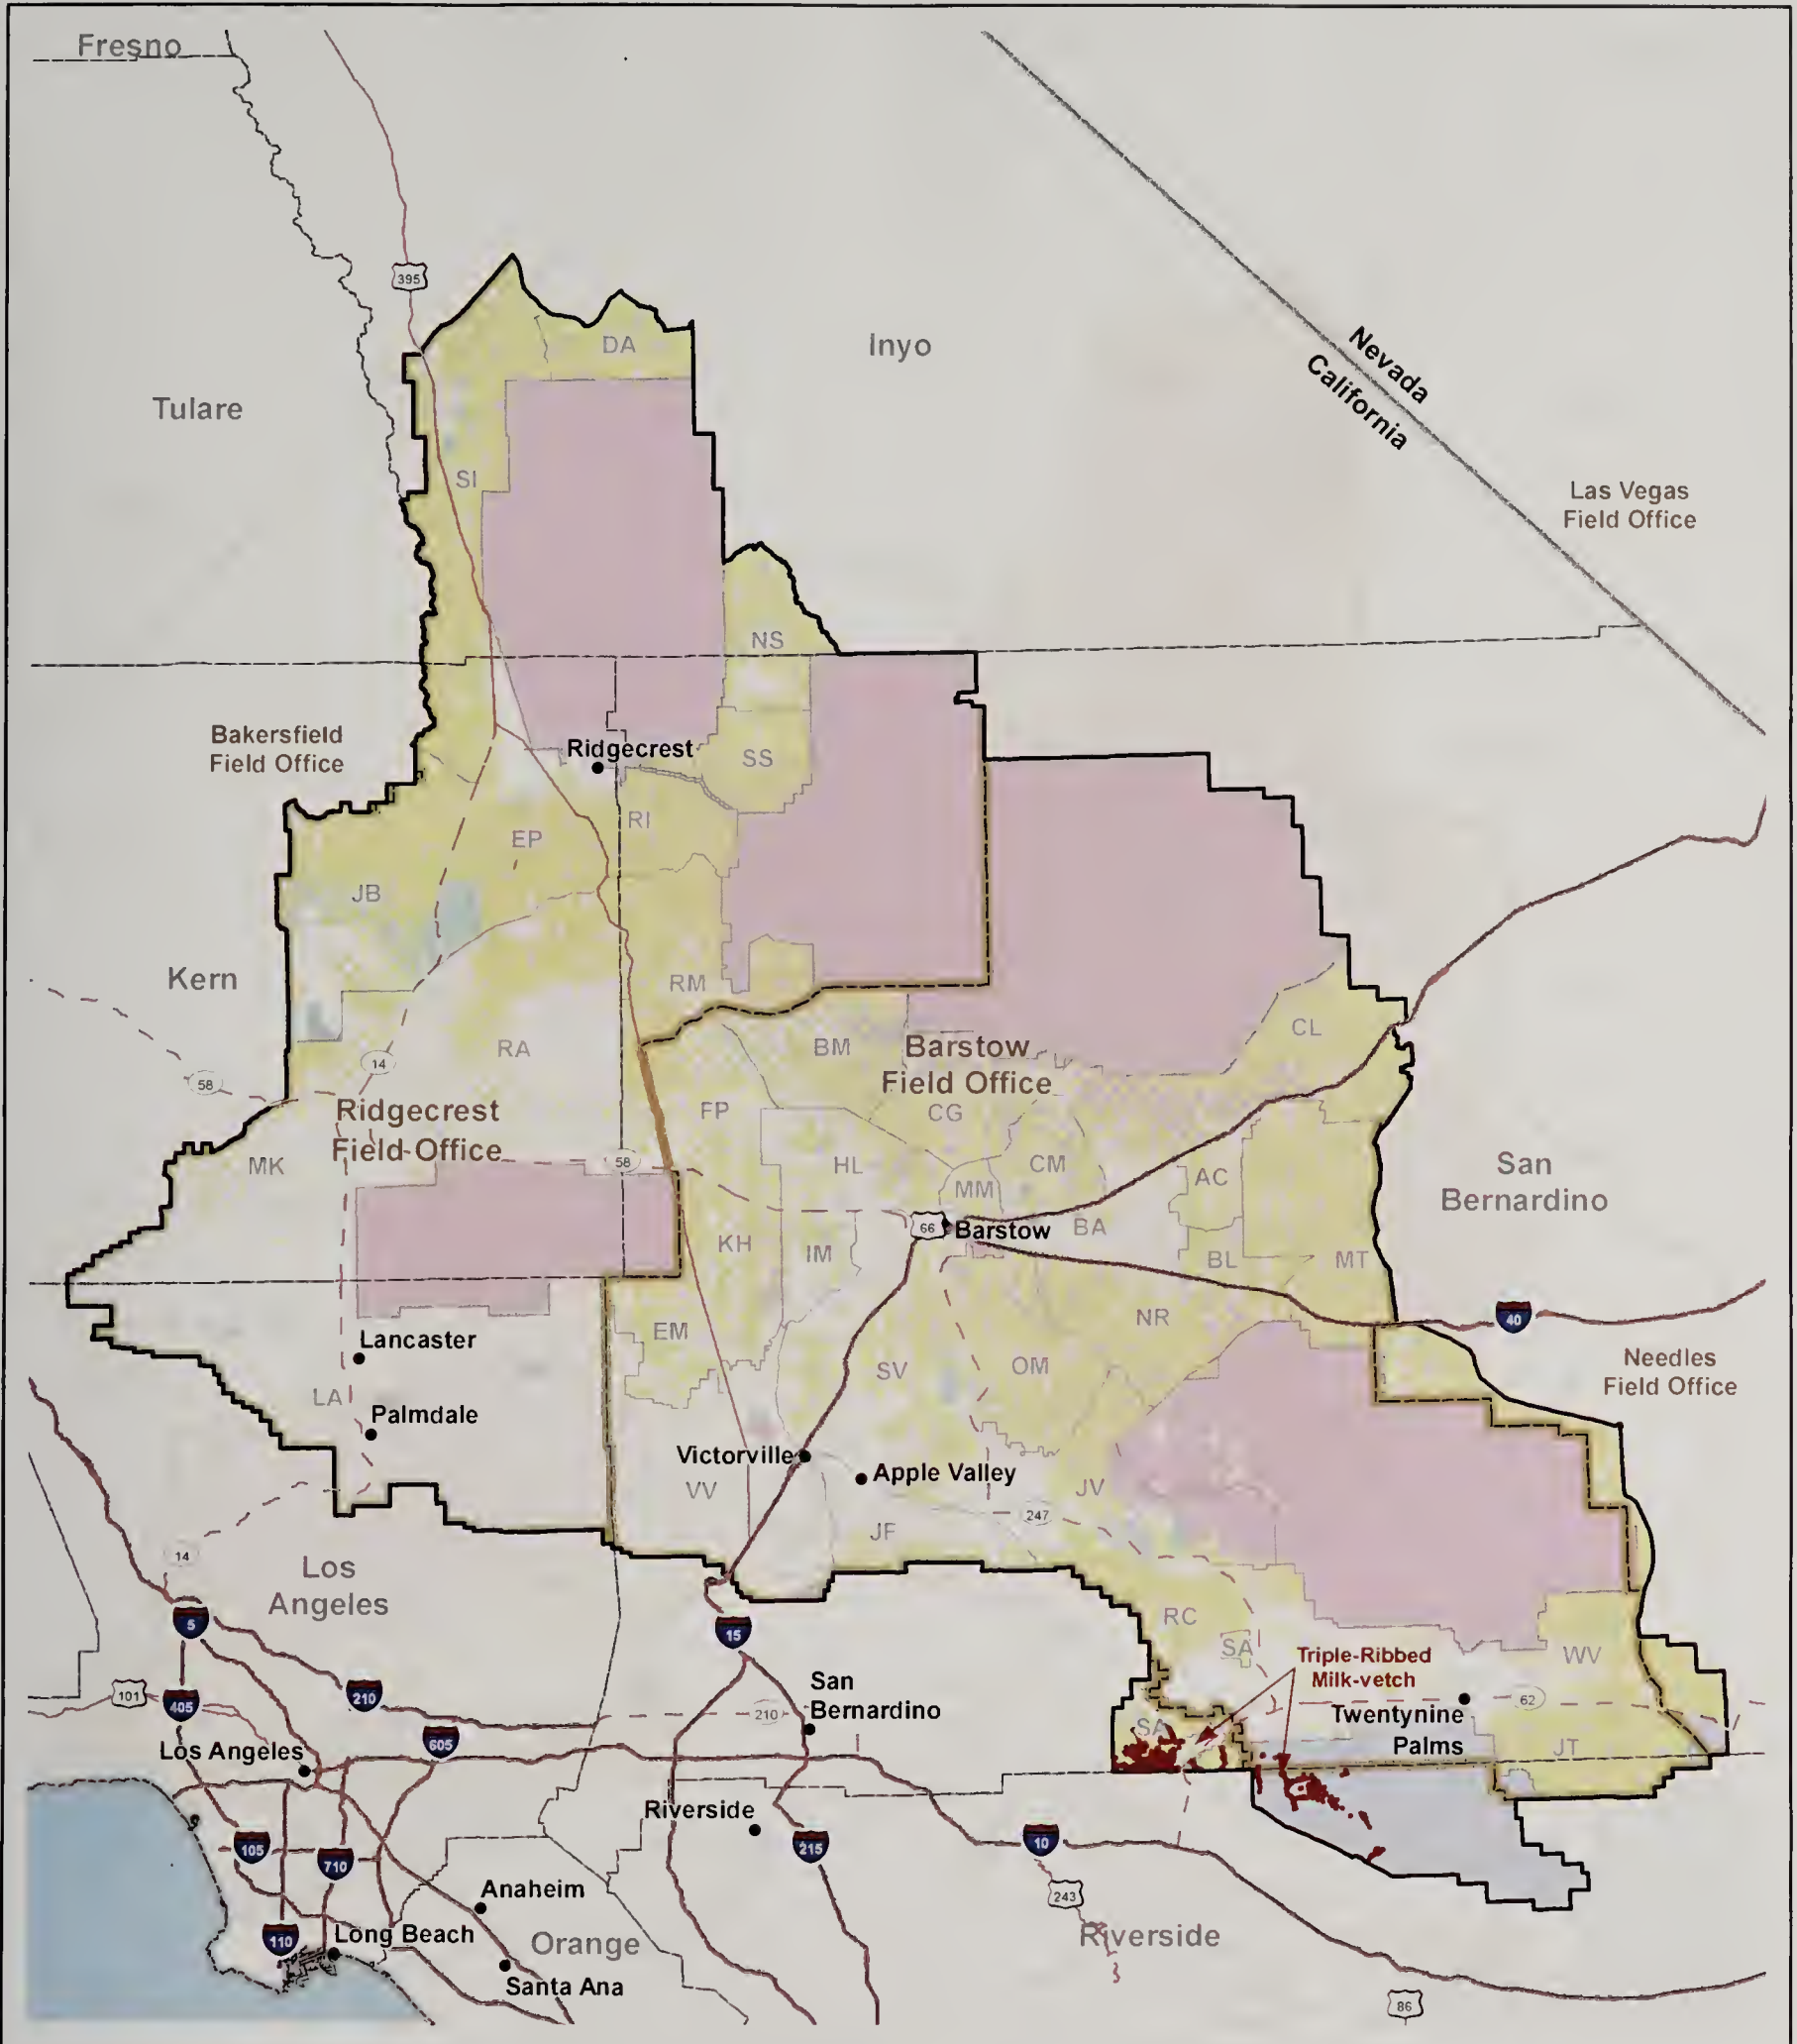 Fresno
395
Inyo
DA
Nevada
California
Tulare
SI
Las Vegas
Field Office
NS
Bakersfield
Field Office
Ridgecrest
SS
RI
EP
JB
Kern
RM
CL
BM
Barstow
Field Office
RA
14
58
Ridgecrest
Field Office
FP
CG
MK
58
HL
CM
MM
AC
San
Bernardino
66
Barstow
BA
KH
IM
BL
MT
NR
40
EM
Lancaster
SV
OM
Needles
Field Office
LA
Palmdale
Victorville
Apple Valley
VV
JV
247
JF
14
Los
Angeles
5
15
RC
SA
Triple-Ribbed
Milk-vetch
WV
San
Bernardino
101
405
210
210
62
Twentynine
Palms
SA
605
Los Angeles
JT
Riverside
105
710
215
10
Anaheim
243
110
Long Beach
Orange
Riverside
Santa Ana
86